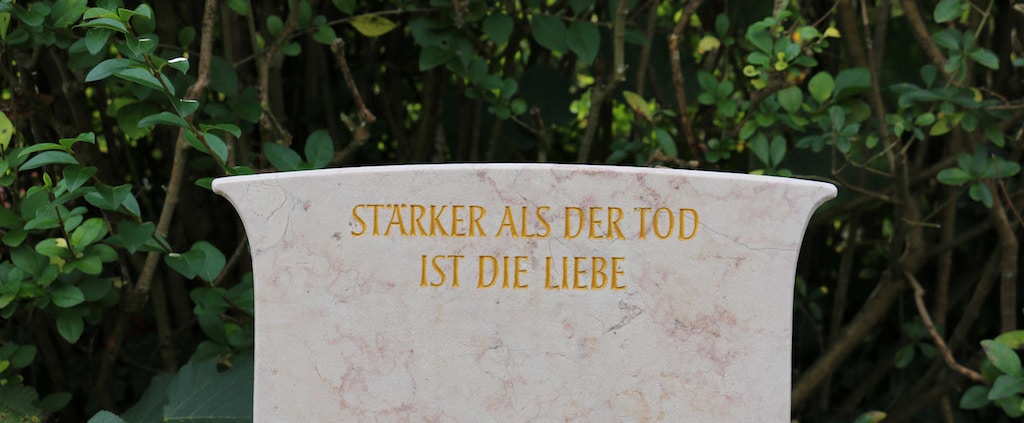 STÄRKER ALS DER TOD
IST DIE LIEBE